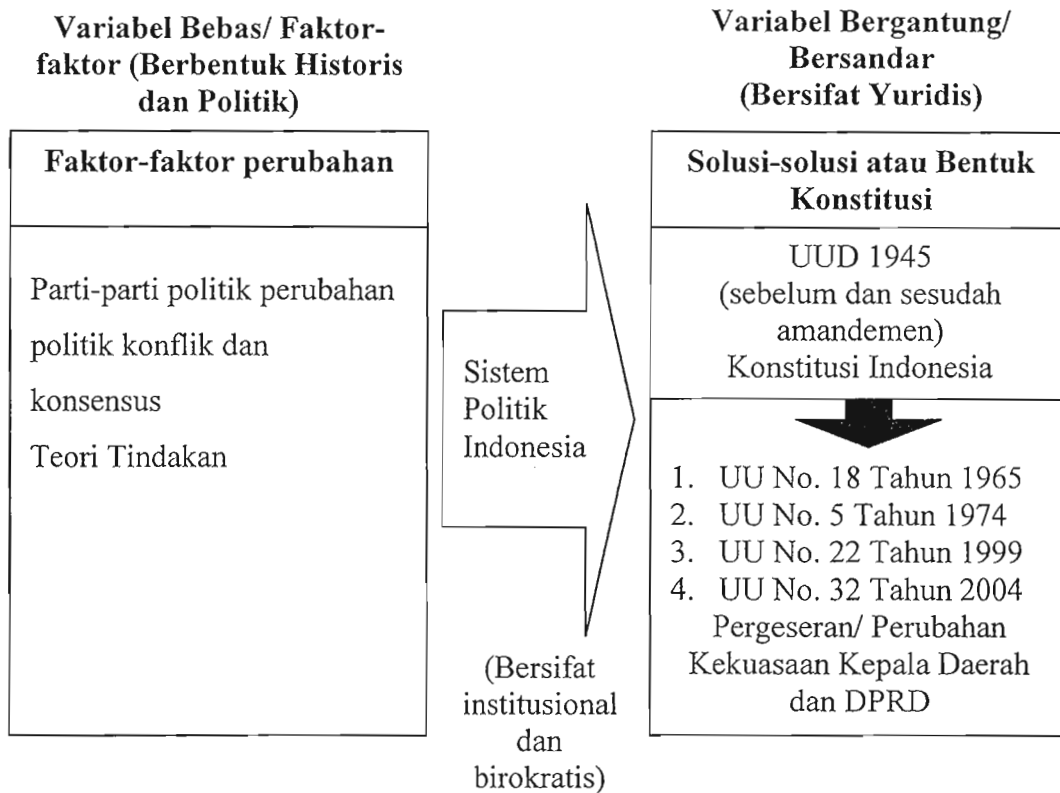 Variabel Bebas/ Faktor-
faktor (Berbentuk Historis
dan Politik)
Faktor-faktor perubahan
Parti-parti politik perubahan
politik konflik dan
konsensus
Teori Tindakan
Sistem
Politik
Indonesia
(Bersifat
institusional
dan
birokratis)
Variabel Bergantung/
Bersandar
(Bersifat Yuridis)
Solusi-solusi atau Bentuk
Konstitusi
UUD 1945
(sebelum dan sesudah
amandemen)
Konstitusi Indonesia
1. UU No. 18 Tahun 1965
2. UU No. 5 Tahun 1974
3. UU No. 22 Tahun 1999
4. UU No. 32 Tahun 2004
Pergeseran/ Perubahan
Kekuasaan Kepala Daerah
dan DPRD